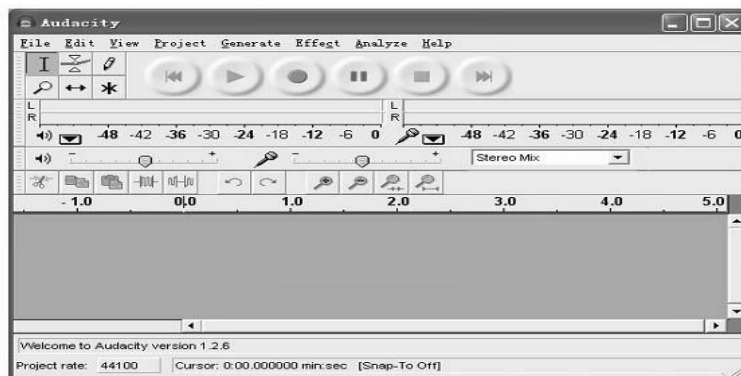 Audacity
File Edit View Project Generate Effect Analyze Help
L
R
L
R
-48 -42 -36 -30 -24 -18 -12 -6 0 -48 -42 -36 -30 -24 -18 -12 -6 0
- + - + Stereo Mix
- 1.0 0.0 1.0 2.0 3.0 4.0 5.0
Welcome to Audacity version 1.2.6
Project rate: 44100 Cursor: 0:00.000000 min:sec [Snap-To Off]